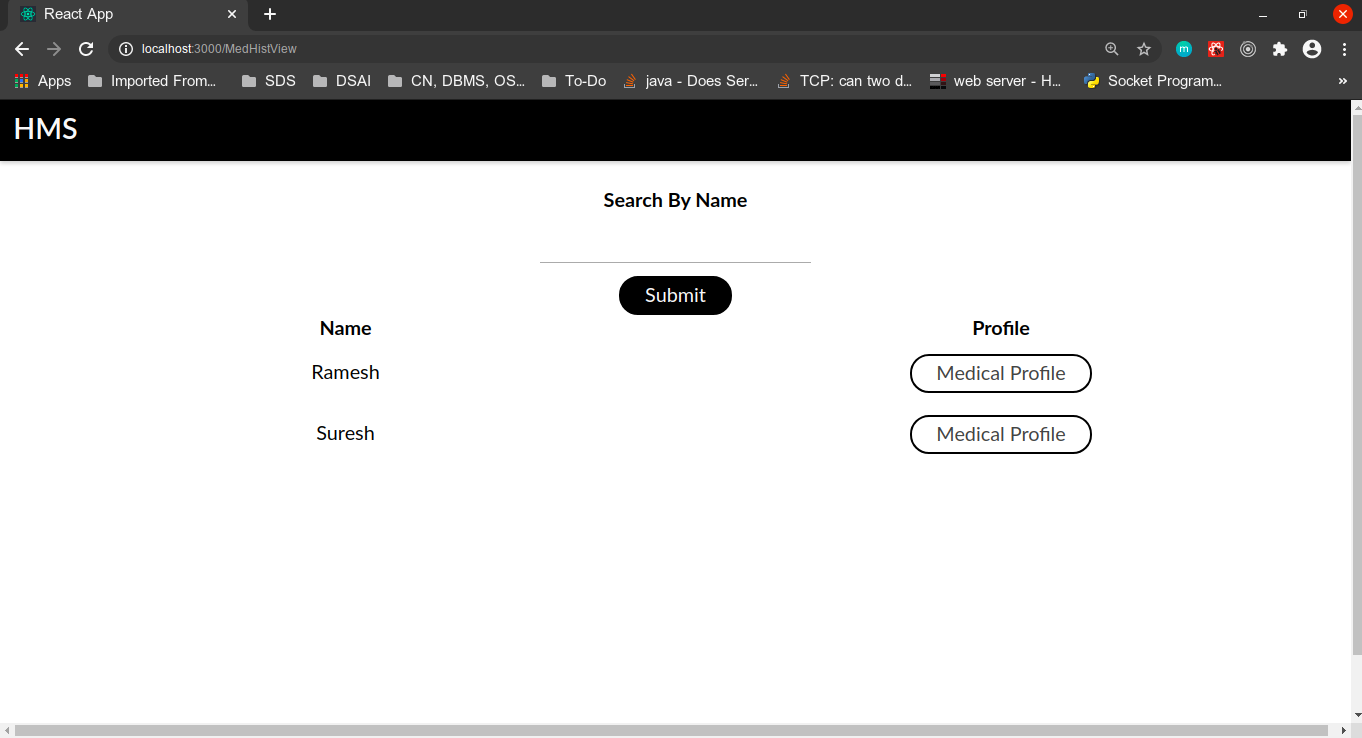 React App
localhost:3000/MedHistView
Apps Imported From... SDS DSAI CN, DBMS, OS... To-Do java - Does Ser... TCP: can two d... web server - H... Socket Program... »
HMS
Search By Name
Submit
Name Profile
Ramesh Medical Profile
Suresh Medical Profile